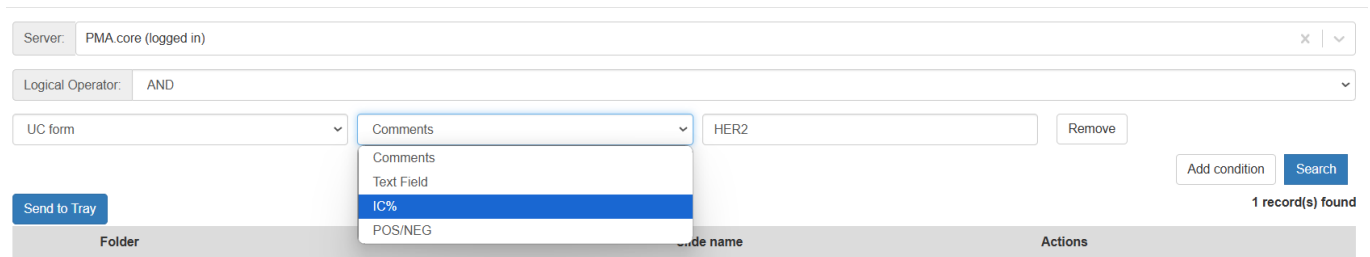 Server: PMA.core (logged in)
Logical Operator: AND
UC form Comments HER2 Remove
Comments
Text Field
IC%
POS/NEG
Add condition Search
Send to Tray
1 record(s) found
Folder name Actions